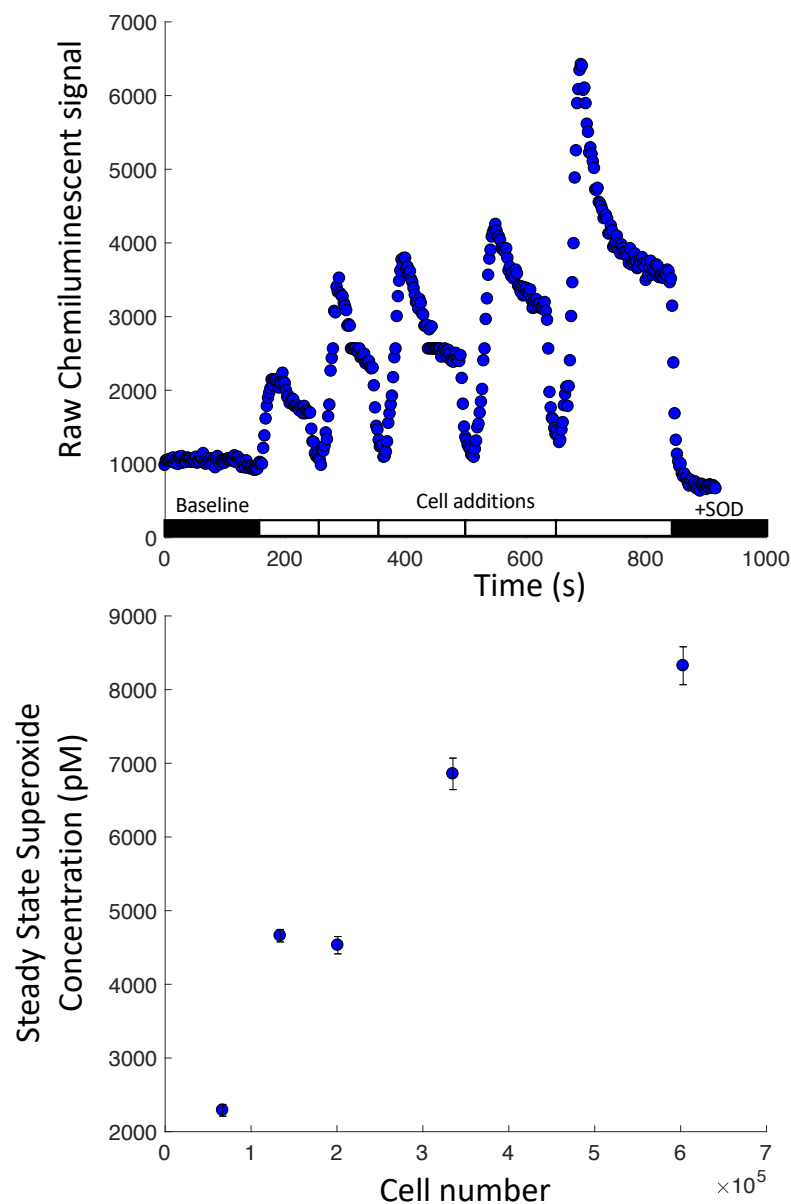 Raw Chemiluminescent signal
7000
6000
5000
4000
3000
2000
1000
0
Baseline
Cell additions
+SOD
0 200 400 600 800 1000
Time (s)
Steady State Superoxide
Concentration (pM)
9000
8000
7000
6000
5000
4000
3000
2000
0 1 2 3 4 5 6 7
Cell number
×10⁵